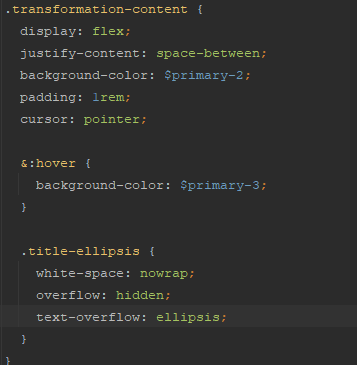 .transformation-content {
  display: flex;
  justify-content: space-between;
  background-color: $primary-2;
  padding: 1rem;
  cursor: pointer;

  &:hover {
    background-color: $primary-3;
  }

  .title-ellipsis {
    white-space: nowrap;
    overflow: hidden;
    text-overflow: ellipsis;
  }
}